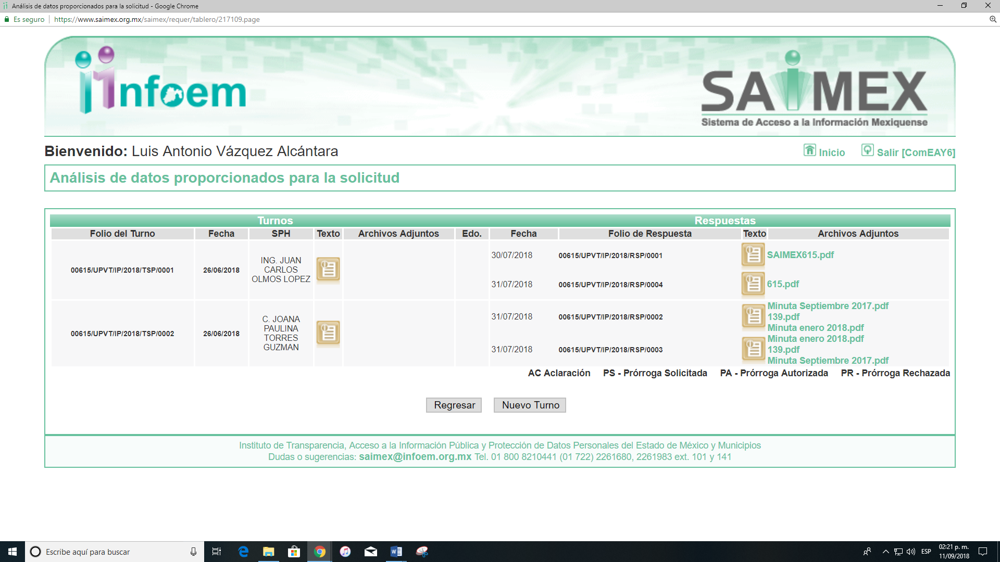 Análisis de datos proporcionados para la solicitud - Google Chrome
Es seguro | https://www.saimex.org.mx/saimex/requer/tablero/217109.page
infoem
SAIMEX
Sistema de Acceso a la Información Mexiquense
Bienvenido: Luis Antonio Vázquez Alcántara
Inicio Salir [ComEAY6]
Análisis de datos proporcionados para la solicitud
Turnos Respuestas
Folio del Turno Fecha SPH Texto Archivos Adjuntos Edo. Fecha Folio de Respuesta Texto Archivos Adjuntos
00615/UPVT/IP/2018/TSP/0001 26/06/2018
ING. JUAN
CARLOS
OLMOS LOPEZ
30/07/2018 00615/UPVT/IP/2018/RSP/0001 SAIMEX615.pdf
31/07/2018 00615/UPVT/IP/2018/RSP/0004 615.pdf
00615/UPVT/IP/2018/TSP/0002 26/06/2018
C. JOANA
PAULINA
TORRES
GUZMAN
31/07/2018 00615/UPVT/IP/2018/RSP/0002
Minuta Septiembre 2017.pdf
139.pdf
Minuta enero 2018.pdf
31/07/2018 00615/UPVT/IP/2018/RSP/0003
Minuta enero 2018.pdf
139.pdf
Minuta Septiembre 2017.pdf
AC Aclaración PS - Prórroga Solicitada PA - Prórroga Autorizada PR - Prórroga Rechazada
Regresar Nuevo Turno
Instituto de Transparencia, Acceso a la Información Pública y Protección de Datos Personales del Estado de México y Municipios
Dudas o sugerencias: saimex@infoem.org.mx Tel. 01 800 8210441 (01 722) 2261680, 2261983 ext. 101 y 141
Escribe aquí para buscar
ESP
02:21 p. m.
11/09/2018